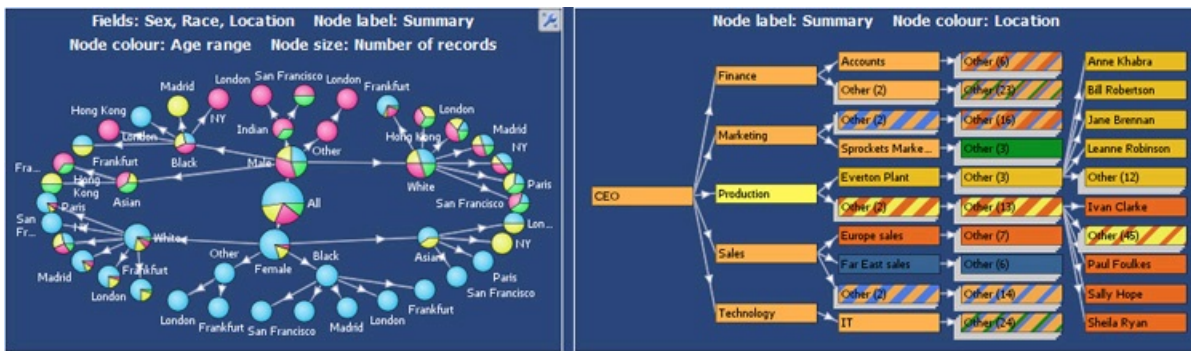 Fields: Sex, Race, Location    Node label: Summary
Node colour: Age range    Node size: Number of records
London
San Francisco
London
Frankfurt
Madrid
Hong Kong
NY
London
Indian
Other
London
Hong Kong
Madrid
NY
Black
Male
White
Paris
San Francisco
Fra...
Frankfurt
Hong Kong
Asian
Paris
All
San Fr...
NY
White
Lon...
NY
Other
Female
Black
Asian
Paris
San Francisco
Madrid
Frankfurt
London
London
Frankfurt
San Francisco
Madrid
London
Frankfurt
Node label: Summary    Node colour: Location
CEO
Finance
Marketing
Production
Sales
Technology
Accounts
Other (2)
Other (2)
Sprockets Marke...
Everton Plant
Other (2)
Europe sales
Far East sales
Other (2)
IT
Other (6)
Other (23)
Other (16)
Other (3)
Other (3)
Other (13)
Other (7)
Other (6)
Other (14)
Other (24)
Anne Khabra
Bill Robertson
Jane Brennan
Leanne Robinson
Other (12)
Ivan Clarke
Other (45)
Paul Foulkes
Sally Hope
Sheila Ryan